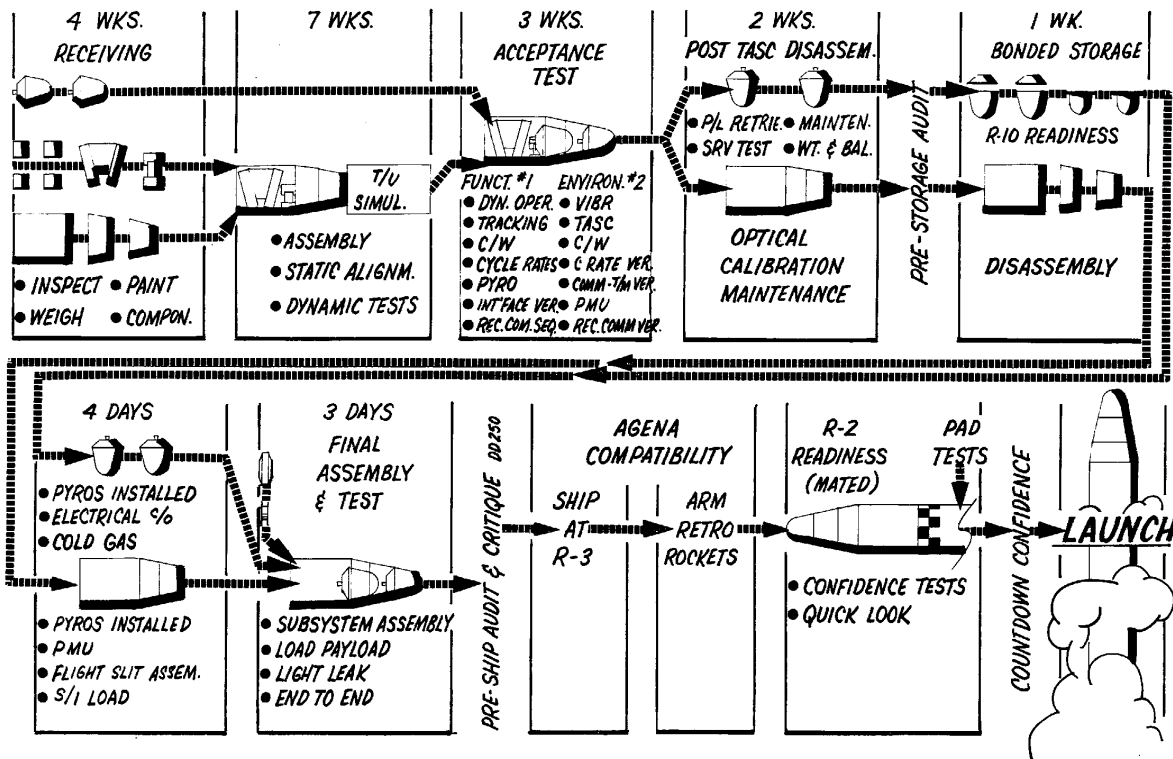 4 WKS.
RECEIVING
● INSPECT ● PAINT
● WEIGH ● COMPON.
7 WKS.
T/U
SIMUL.
● ASSEMBLY
● STATIC ALIGNM.
● DYNAMIC TESTS
3 WKS.
ACCEPTANCE
TEST
FUNCT. #1
● DYN. OPER.
● TRACKING
● C/W
● CYCLE RATES
● PYRO
● INT'FACE VER.
● REC.COM.SEQ.
ENVIRON. #2
● VIBR
● TASC
● C/W
● C RATE VER.
● COMM-T/M VER.
● PMU
● REC.COMM VER.
2 WKS.
POST TASC DISASSEM.
● P/L RETRIE. ● MAINTEN.
● SRV TEST ● WT. & BAL.
OPTICAL
CALIBRATION
MAINTENANCE
PRE-STORAGE AUDIT
1 WK.
BONDED STORAGE
R-10 READINESS
DISASSEMBLY
4 DAYS
● PYROS INSTALLED
● ELECTRICAL C/O
● COLD GAS
● PYROS INSTALLED
● PMU
● FLIGHT SLIT ASSEM.
● S/I LOAD
3 DAYS
FINAL
ASSEMBLY
& TEST
● SUBSYSTEM ASSEMBLY
● LOAD PAYLOAD
● LIGHT LEAK
● END TO END
PRE-SHIP AUDIT & CRITIQUE DD250
AGENA
COMPATIBILITY
SHIP
AT
R-3
ARM
RETRO
ROCKETS
R-2
READINESS
(MATED)
● CONFIDENCE TESTS
● QUICK LOOK
PAD
TESTS
COUNTDOWN CONFIDENCE
LAUNCH